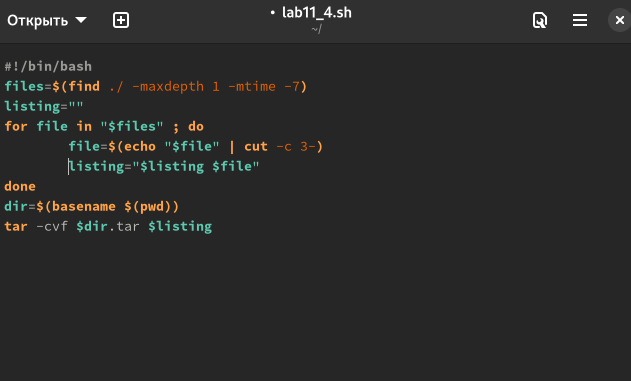 Открыть
• lab11_4.sh
~/
#!/bin/bash
files=$(find ./ -maxdepth 1 -mtime -7)
listing=""
for file in "$files" ; do
        file=$(echo "$file" | cut -c 3-)
        listing="$listing $file"
done
dir=$(basename $(pwd))
tar -cvf $dir.tar $listing